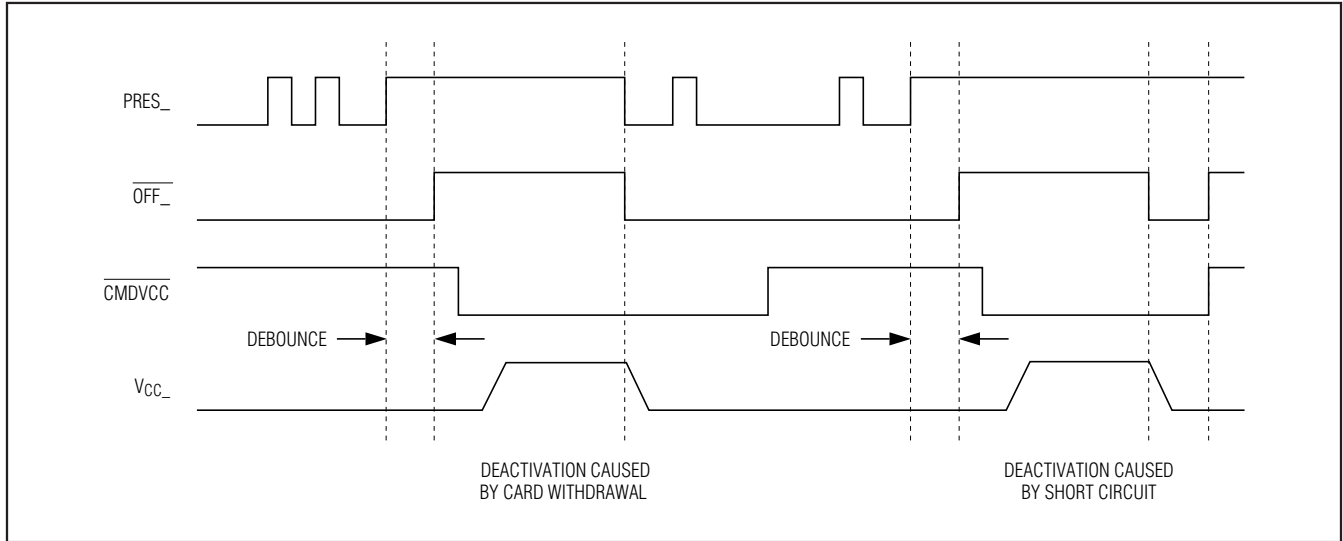 PRES_
OFF_
CMDVCC
DEBOUNCE
DEBOUNCE
VCC_
DEACTIVATION CAUSED
BY CARD WITHDRAWAL
DEACTIVATION CAUSED
BY SHORT CIRCUIT